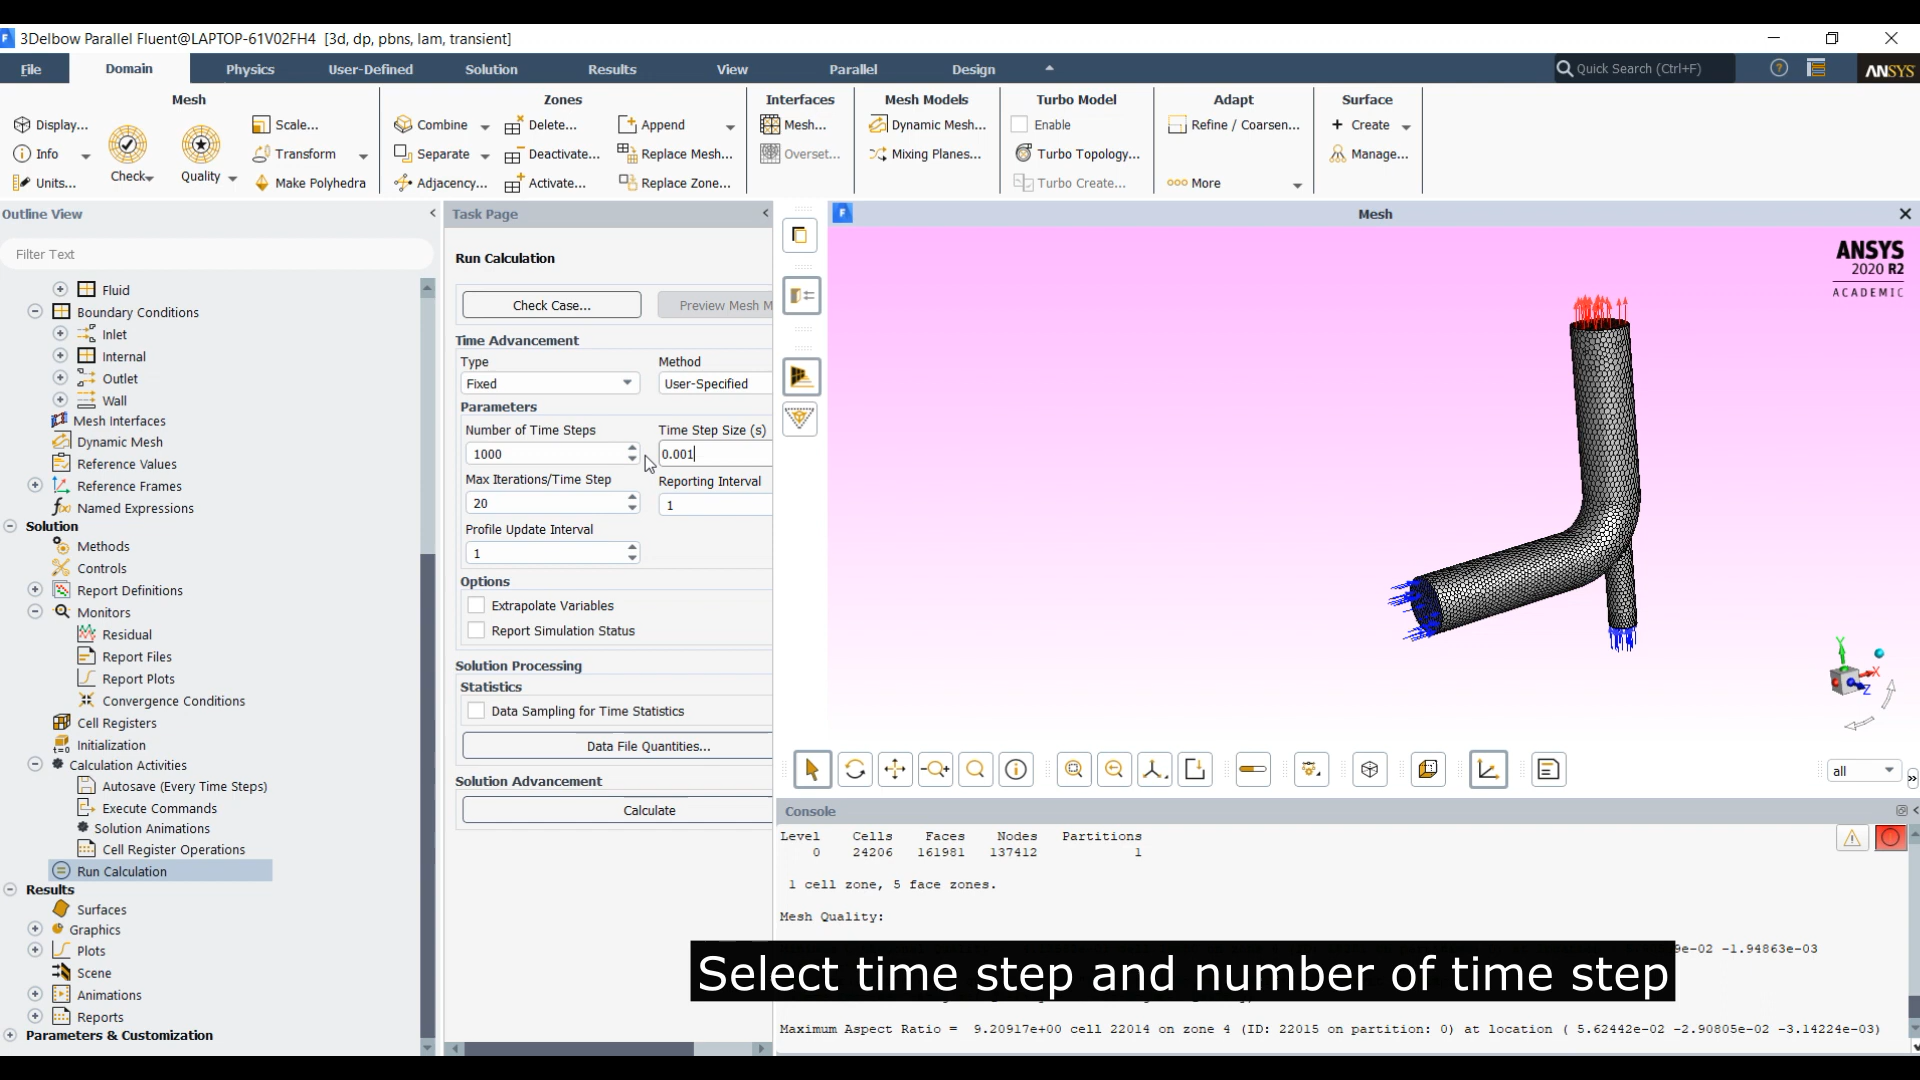 3Delbow Parallel Fluent@LAPTOP-61V02FH4 [3d, dp, pbns, lam, transient]
File Domain Physics User-Defined Solution Results View Parallel Design Quick Search (Ctrl+F) ANSYS
Mesh Zones Interfaces Mesh Models Turbo Model Adapt Surface
Display... Scale... Combine Delete... Append Mesh... Dynamic Mesh... Enable Refine / Coarsen... Create
Info Transform Separate Deactivate... Replace Mesh... Overset... Mixing Planes... Turbo Topology... Manage...
Units... Check Quality Make Polyhedra Adjacency... Activate... Replace Zone... Turbo Create... More
Outline View
Filter Text
Fluid
Boundary Conditions
Inlet
Internal
Outlet
Wall
Mesh Interfaces
Dynamic Mesh
Reference Values
Reference Frames
Named Expressions
Solution
Methods
Controls
Report Definitions
Monitors
Residual
Report Files
Report Plots
Convergence Conditions
Cell Registers
Initialization
Calculation Activities
Autosave (Every Time Steps)
Execute Commands
Solution Animations
Cell Register Operations
Run Calculation
Results
Surfaces
Graphics
Plots
Scene
Animations
Reports
Parameters & Customization
Task Page
Run Calculation
Check Case... Preview Mesh M
Time Advancement
Type Method
Fixed User-Specified
Parameters
Number of Time Steps Time Step Size (s)
1000 0.001
Max Iterations/Time Step Reporting Interval
20 1
Profile Update Interval
1
Options
Extrapolate Variables
Report Simulation Status
Solution Processing
Statistics
Data Sampling for Time Statistics
Data File Quantities...
Solution Advancement
Calculate
Mesh
ANSYS
2020 R2
ACADEMIC
Y
X
Z
all
Console
Level Cells Faces Nodes Partitions
0 24206 161981 137412 1
1 cell zone, 5 face zones.
Mesh Quality:
9e-02 -1.94863e-03
Select time step and number of time step
Maximum Aspect Ratio = 9.20917e+00 cell 22014 on zone 4 (ID: 22015 on partition: 0) at location ( 5.62442e-02 -2.90805e-02 -3.14224e-03)